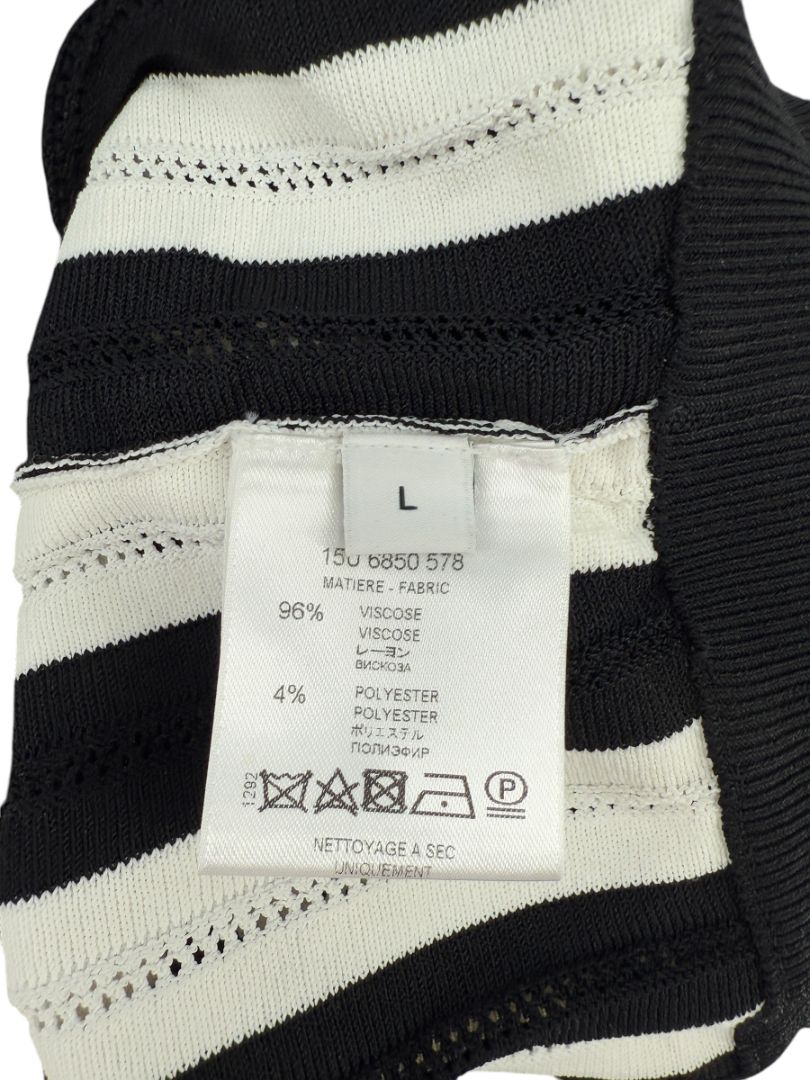 L
150 6850 578
MATIERE - FABRIC
96% VISCOSE
VISCOSE
レーヨン
ВИСКОЗА
4% POLYESTER
POLYESTER
ポリエステル
ПОЛИЭФИР
1292
P
NETTOYAGE A SEC
UNIQUEMENT